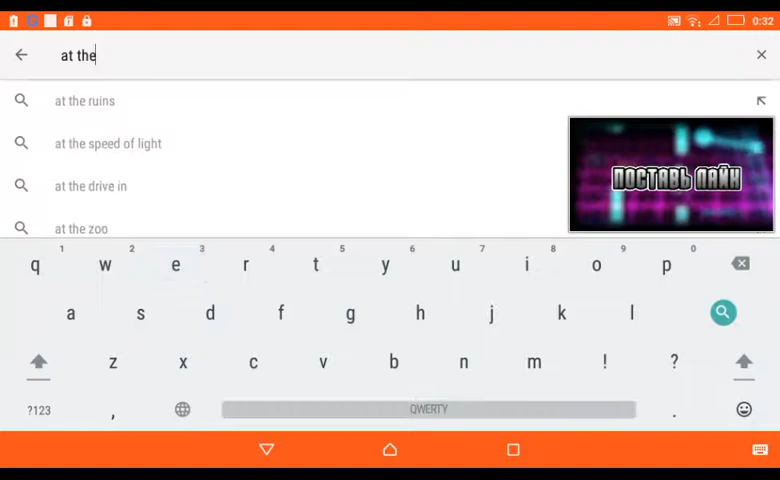 0:32
at the
at the ruins
at the speed of light
at the drive in
at the zoo
ПОСТАВЬ ЛАЙК
1 2 3 4 5 6 7 8 9 0
q w e r t y u i o p
a s d f g h j k l
z x c v b n m ! ?
?123 , QWERTY .